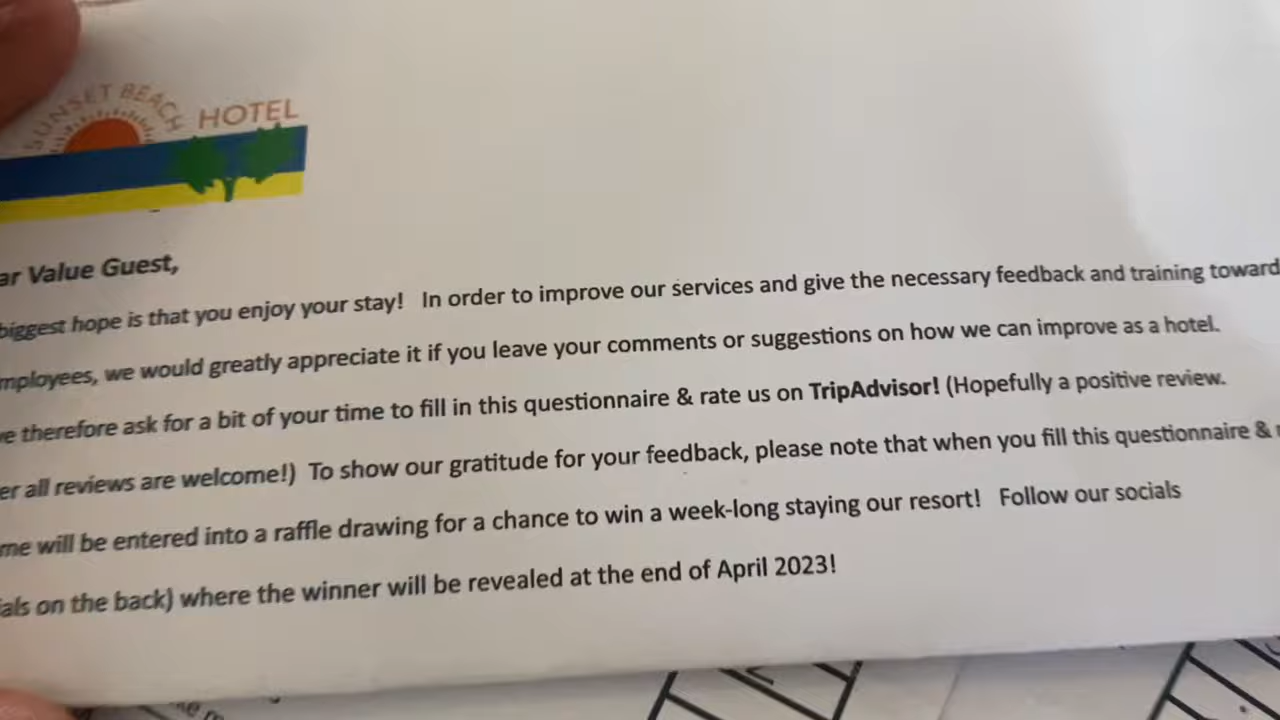 SUNSET BEACH HOTEL
ar Value Guest,
biggest hope is that you enjoy your stay! In order to improve our services and give the necessary feedback and training toward
mployees, we would greatly appreciate it if you leave your comments or suggestions on how we can improve as a hotel.
e therefore ask for a bit of your time to fill in this questionnaire & rate us on TripAdvisor! (Hopefully a positive review.
er all reviews are welcome!) To show our gratitude for your feedback, please note that when you fill this questionnaire &
me will be entered into a raffle drawing for a chance to win a week-long staying our resort! Follow our socials
ials on the back) where the winner will be revealed at the end of April 2023!